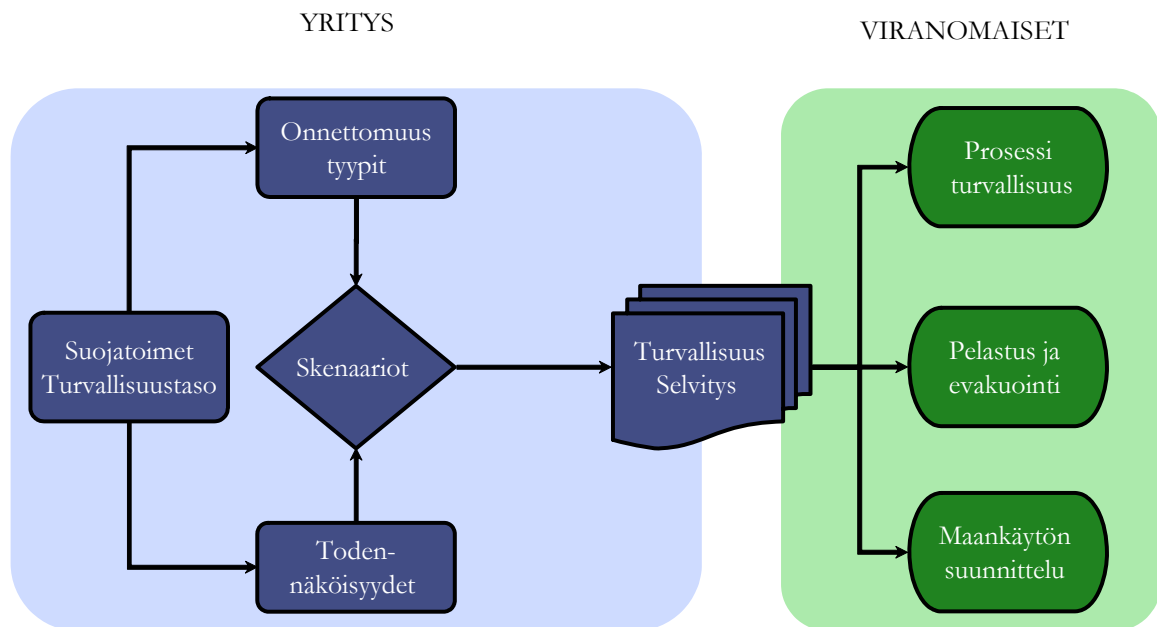 YRITYS
VIRANOMAISET
Onnettomuus
tyypit
Prosessi
turvallisuus
Suojatoimet
Turvallisuustaso
Skenaariot
Turvallisuus
Selvitys
Pelastus ja
evakuointi
Toden-
näköisyydet
Maankäytön
suunnittelu